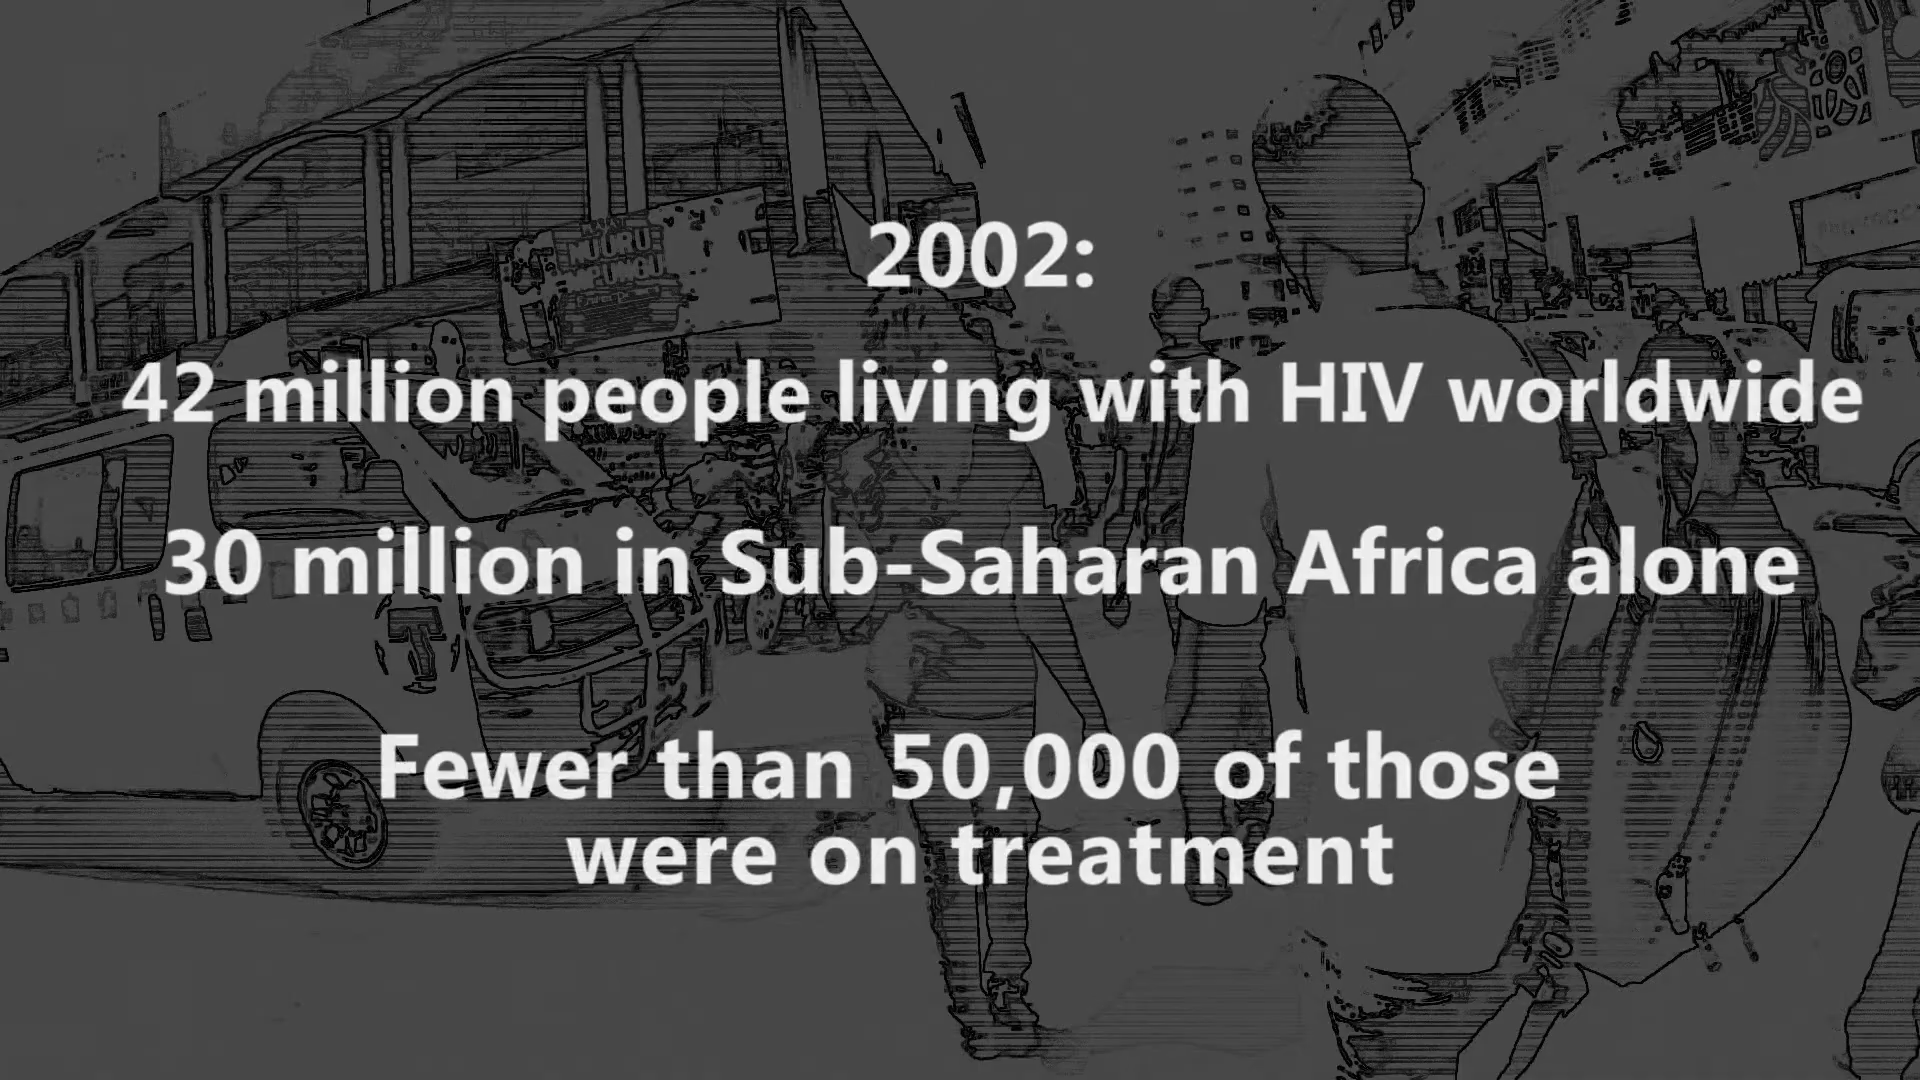 2002:
42 million people living with HIV worldwide
30 million in Sub-Saharan Africa alone
Fewer than 50,000 of those
were on treatment